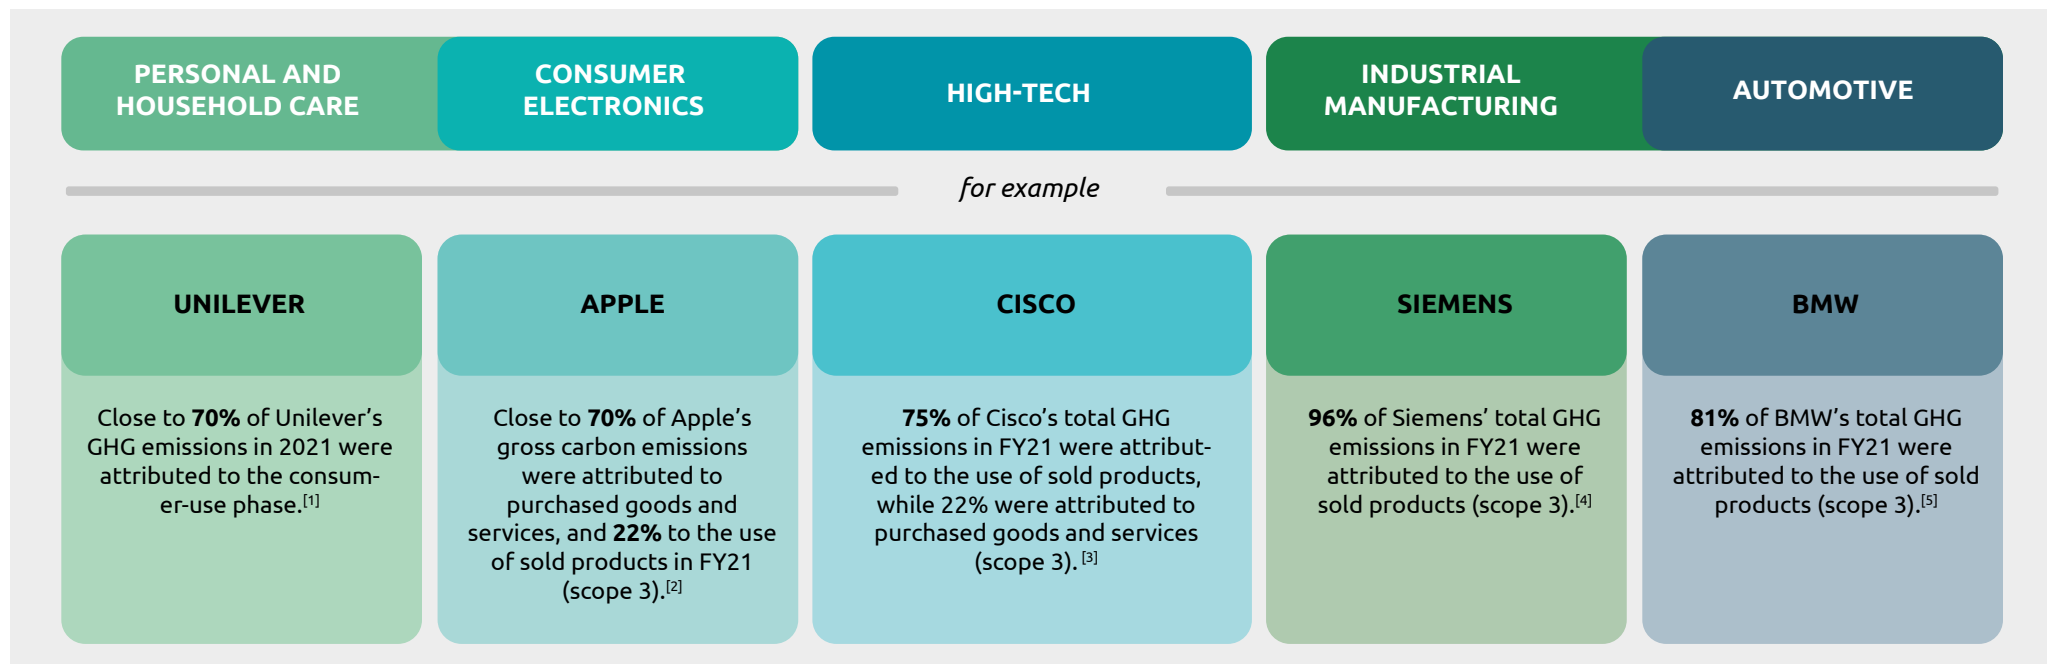 PERSONAL AND
HOUSEHOLD CARE
CONSUMER
ELECTRONICS
HIGH-TECH
INDUSTRIAL
MANUFACTURING
AUTOMOTIVE
for example
UNILEVER
Close to 70% of Unilever’s
GHG emissions in 2021 were
attributed to the consum-
er-use phase.[1]
APPLE
Close to 70% of Apple’s
gross carbon emissions
were attributed to
purchased goods and
services, and 22% to the use
of sold products in FY21
(scope 3).[2]
CISCO
75% of Cisco’s total GHG
emissions in FY21 were attribut-
ed to the use of sold products,
while 22% were attributed to
purchased goods and services
(scope 3). [3]
SIEMENS
96% of Siemens’ total GHG
emissions in FY21 were
attributed to the use of
sold products (scope 3).[4]
BMW
81% of BMW’s total GHG
emissions in FY21 were
attributed to the use of sold
products (scope 3).[5]